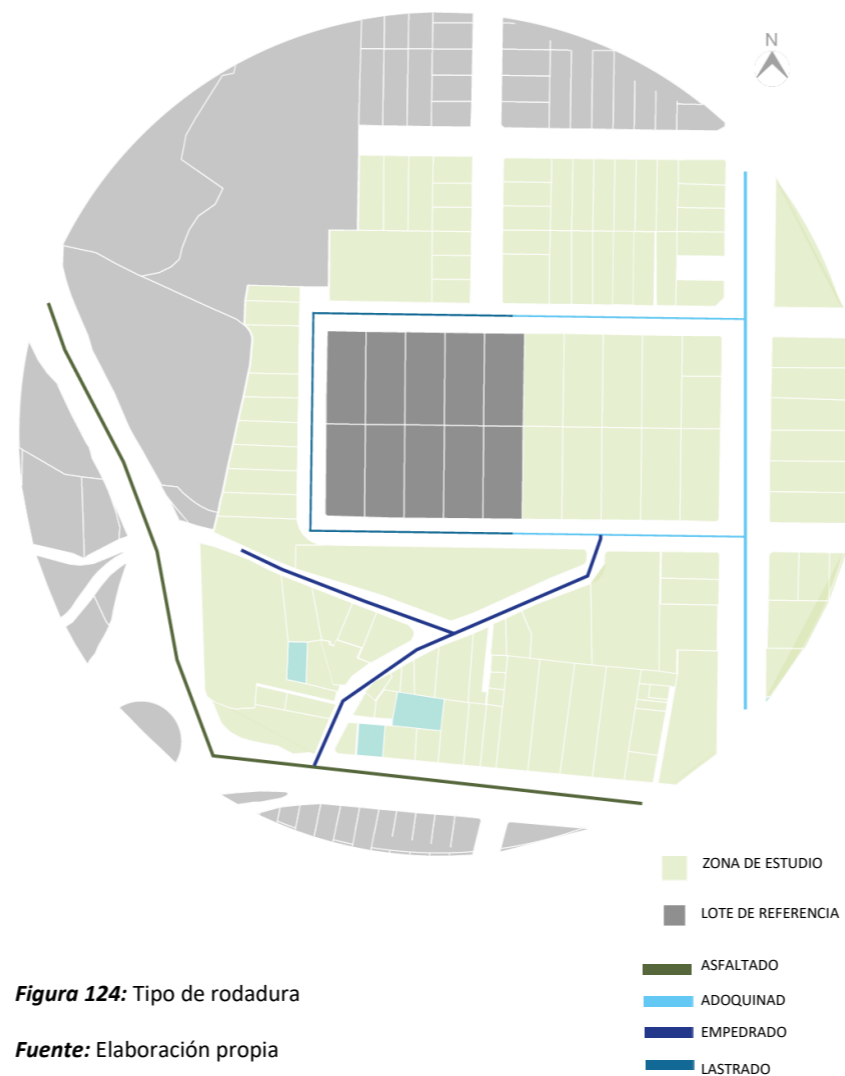 N
ZONA DE ESTUDIO
LOTE DE REFERENCIA
ASFALTADO
ADOQUINAD
EMPEDRADO
LASTRADO
Figura 124: Tipo de rodadura
Fuente: Elaboración propia